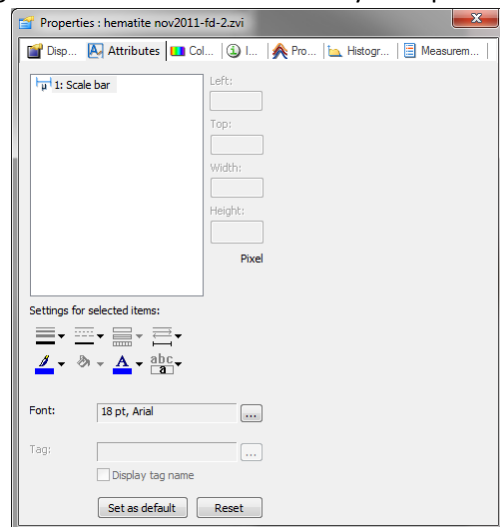 Properties : hematite nov2011-fd-2.zvi
Disp... Attributes Col... I... Pro... Histogr... Measurem...
1: Scale bar
Left:
Top:
Width:
Height:
Pixel
Settings for selected items:
abc
a
Font: 18 pt, Arial ...
Tag: ...
Display tag name
Set as default Reset